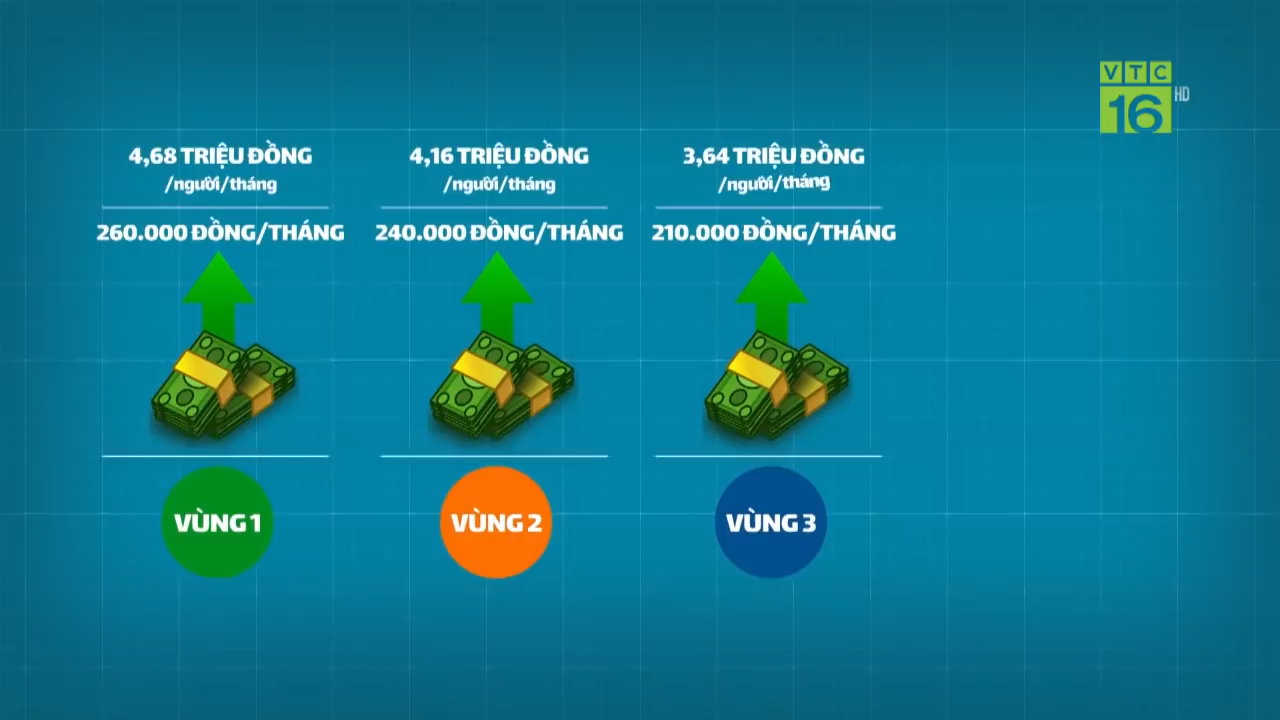 VTC
16 HD
4,68 TRIỆU ĐỒNG
/người/tháng
260.000 ĐỒNG/THÁNG
VÙNG 1
4,16 TRIỆU ĐỒNG
/người/tháng
240.000 ĐỒNG/THÁNG
VÙNG 2
3,64 TRIỆU ĐỒNG
/người/tháng
210.000 ĐỒNG/THÁNG
VÙNG 3